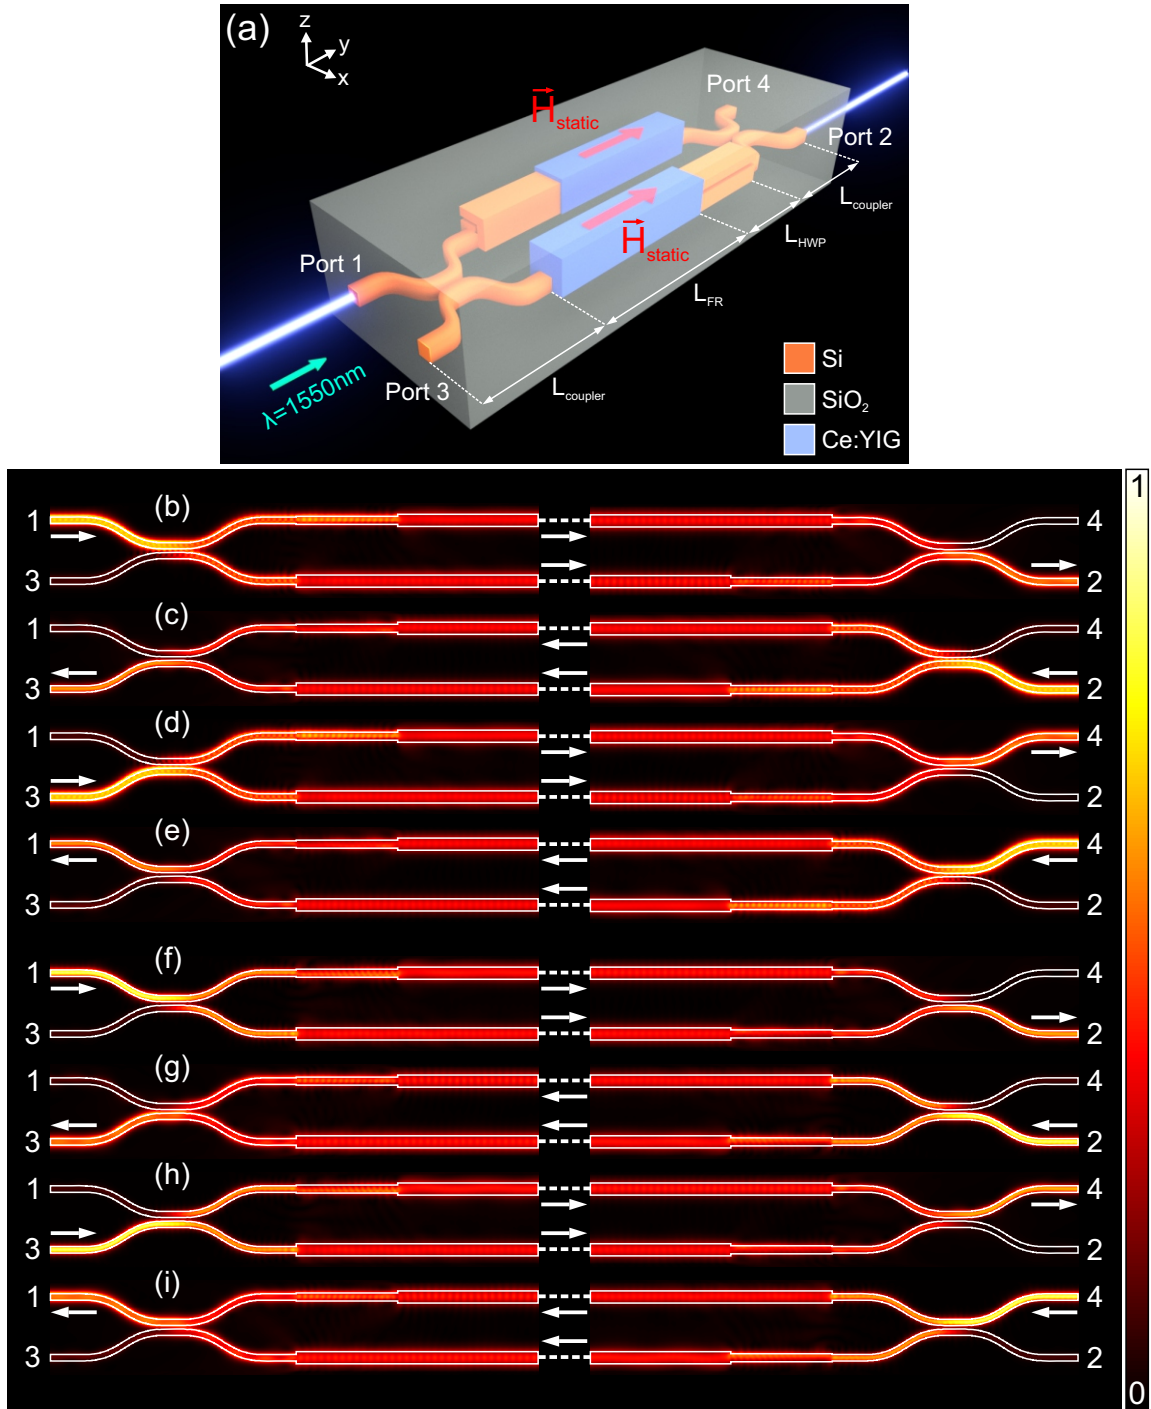 (a)
z
y
x
Port 4
H static
Port 2
L coupler
Port 1
H static
L HWP
L FR
Si
Port 3
L coupler
SiO2
λ=1550nm
Ce:YIG
1
(b)
1
4
3
2
(c)
1
4
3
2
(d)
1
4
3
2
(e)
1
4
3
2
(f)
1
4
3
2
(g)
1
4
3
2
(h)
1
4
3
2
(i)
1
4
3
2
0